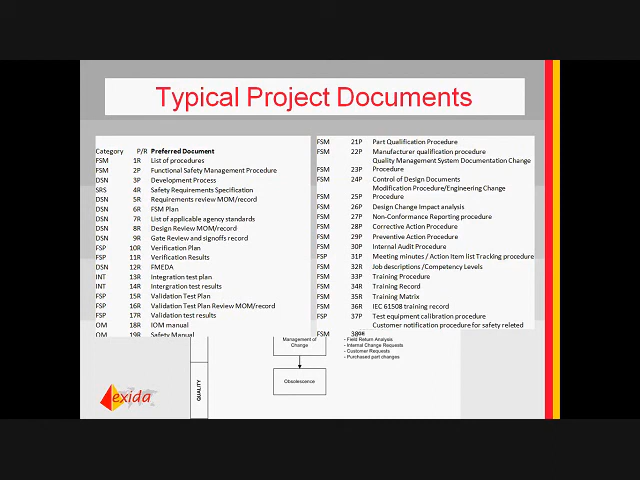 Typical Project Documents
Category P/R Preferred Document
FSM 1R List of procedures
FSM 2P Functional Safety Management Procedure
DSN 3P Development Process
SRS 4R Safety Requirements Specification
DSN 5R Requirements review MOM/record
DSN 6R FSM Plan
DSN 7R List of applicable agency standards
DSN 8R Design Review MOM/record
DSN 9R Gate Review and signoffs record
FSP 10R Verification Plan
FSP 11R Verification Results
DSN 12R FMEDA
INT 13R Integration test plan
INT 14R Intergration test results
FSP 15R Validation Test Plan
FSP 16R Validation Test Plan Review MOM/record
FSP 17R Validation test results
OM 18R IOM manual
OM 19R Safety Manual
FSM 21P Part Qualification Procedure
FSM 22P Manufacturer qualification procedure
Quality Management System Documentation Change
FSM 23P Procedure
FSM 24P Control of Design Documents
Modification Procedure/Engineering Change
FSM 25P Procedure
FSM 26P Design Change Impact analysis
FSM 27P Non-Conformance Reporting procedure
FSM 28P Corrective Action Procedure
FSM 29P Preventive Action Procedure
FSM 30P Internal Audit Procedure
FSP 31P Meeting minutes / Action Item list Tracking procedure
FSM 32R Job descriptions /Competency Levels
FSM 33P Training Procedure
FSM 34R Training Record
FSM 35R Training Matrix
FSM 36R IEC 61508 training record
FSP 37P Test equipment calibration procedure
Customer notification procedure for safety releted
FSM
Management of
Change
- Field Return Analysis
- Internal Change Requests
- Customer Requests
- Purchased part changes
Obsolescence
QUALITY
exida